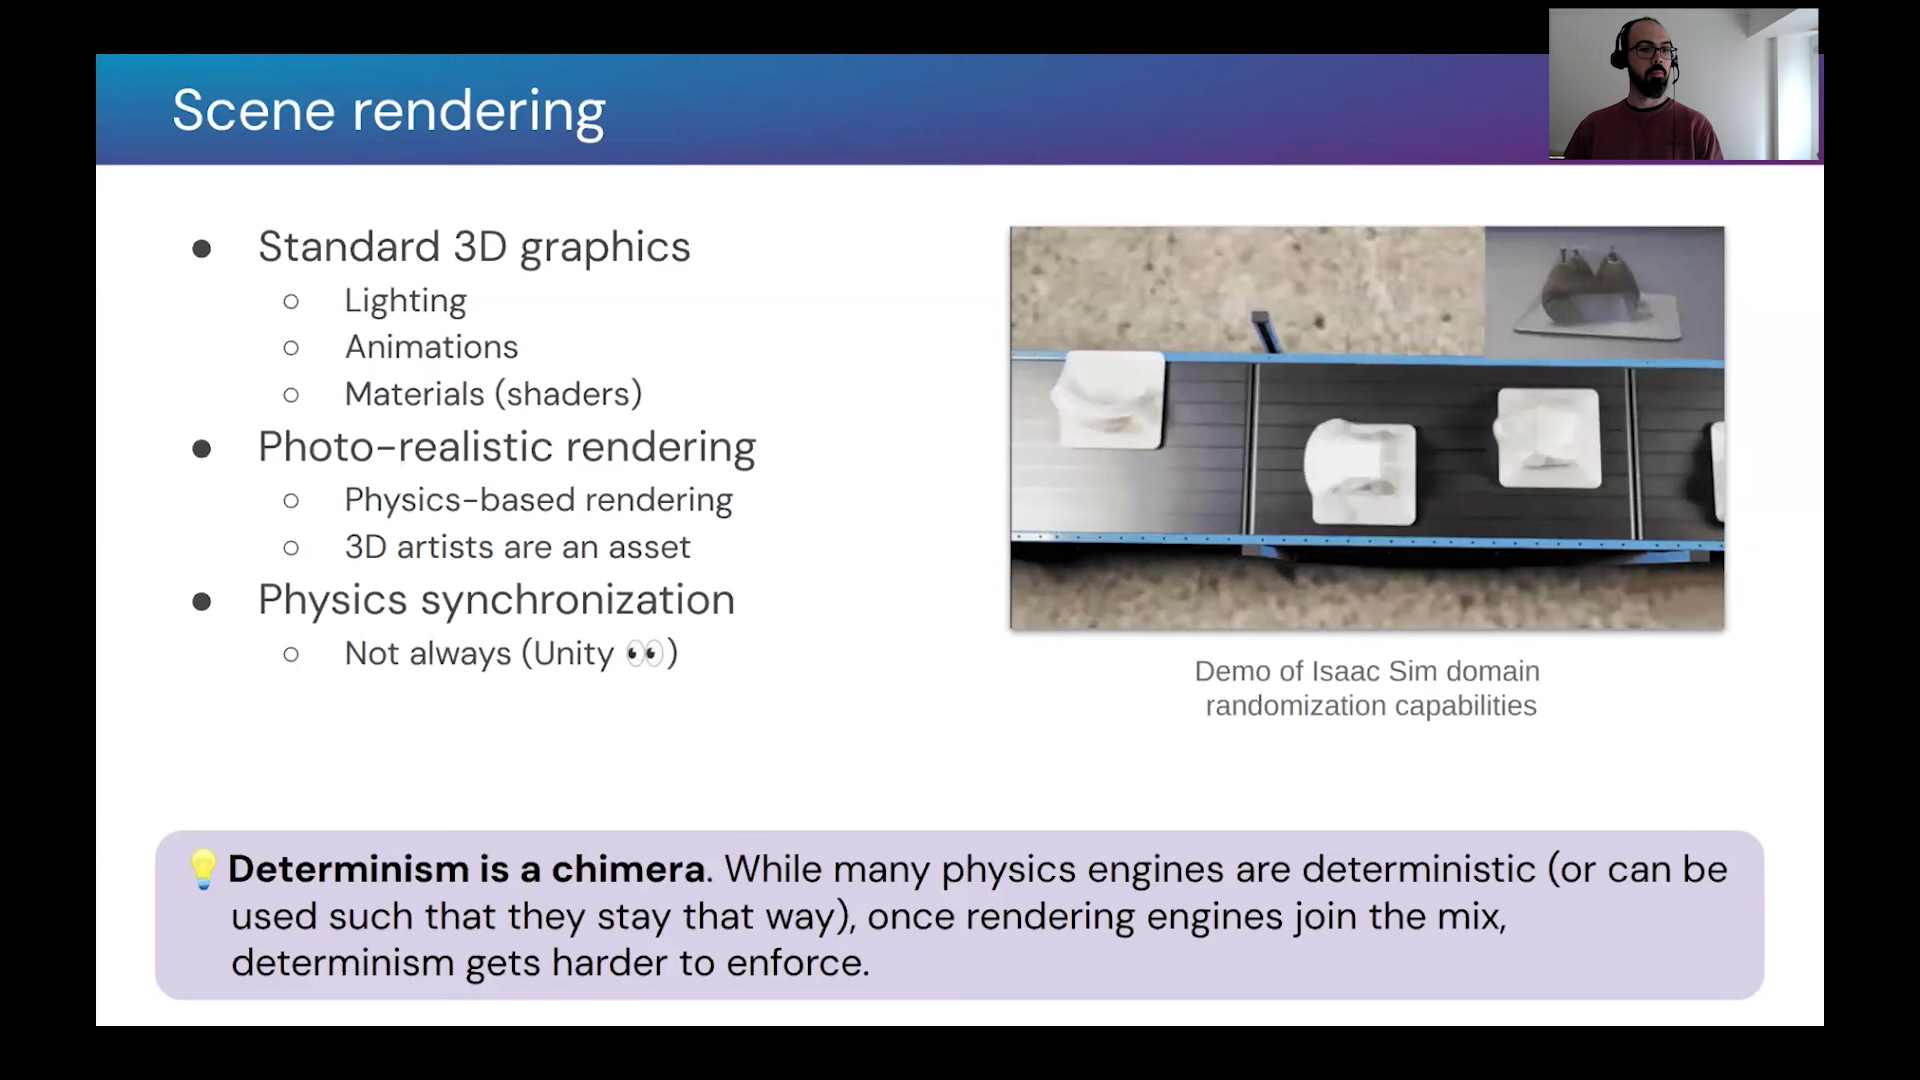 Scene rendering
● Standard 3D graphics
○ Lighting
○ Animations
○ Materials (shaders)
● Photo-realistic rendering
○ Physics-based rendering
○ 3D artists are an asset
● Physics synchronization
○ Not always (Unity 👀)
Demo of Isaac Sim domain
randomization capabilities
💡Determinism is a chimera. While many physics engines are deterministic (or can be
used such that they stay that way), once rendering engines join the mix,
determinism gets harder to enforce.